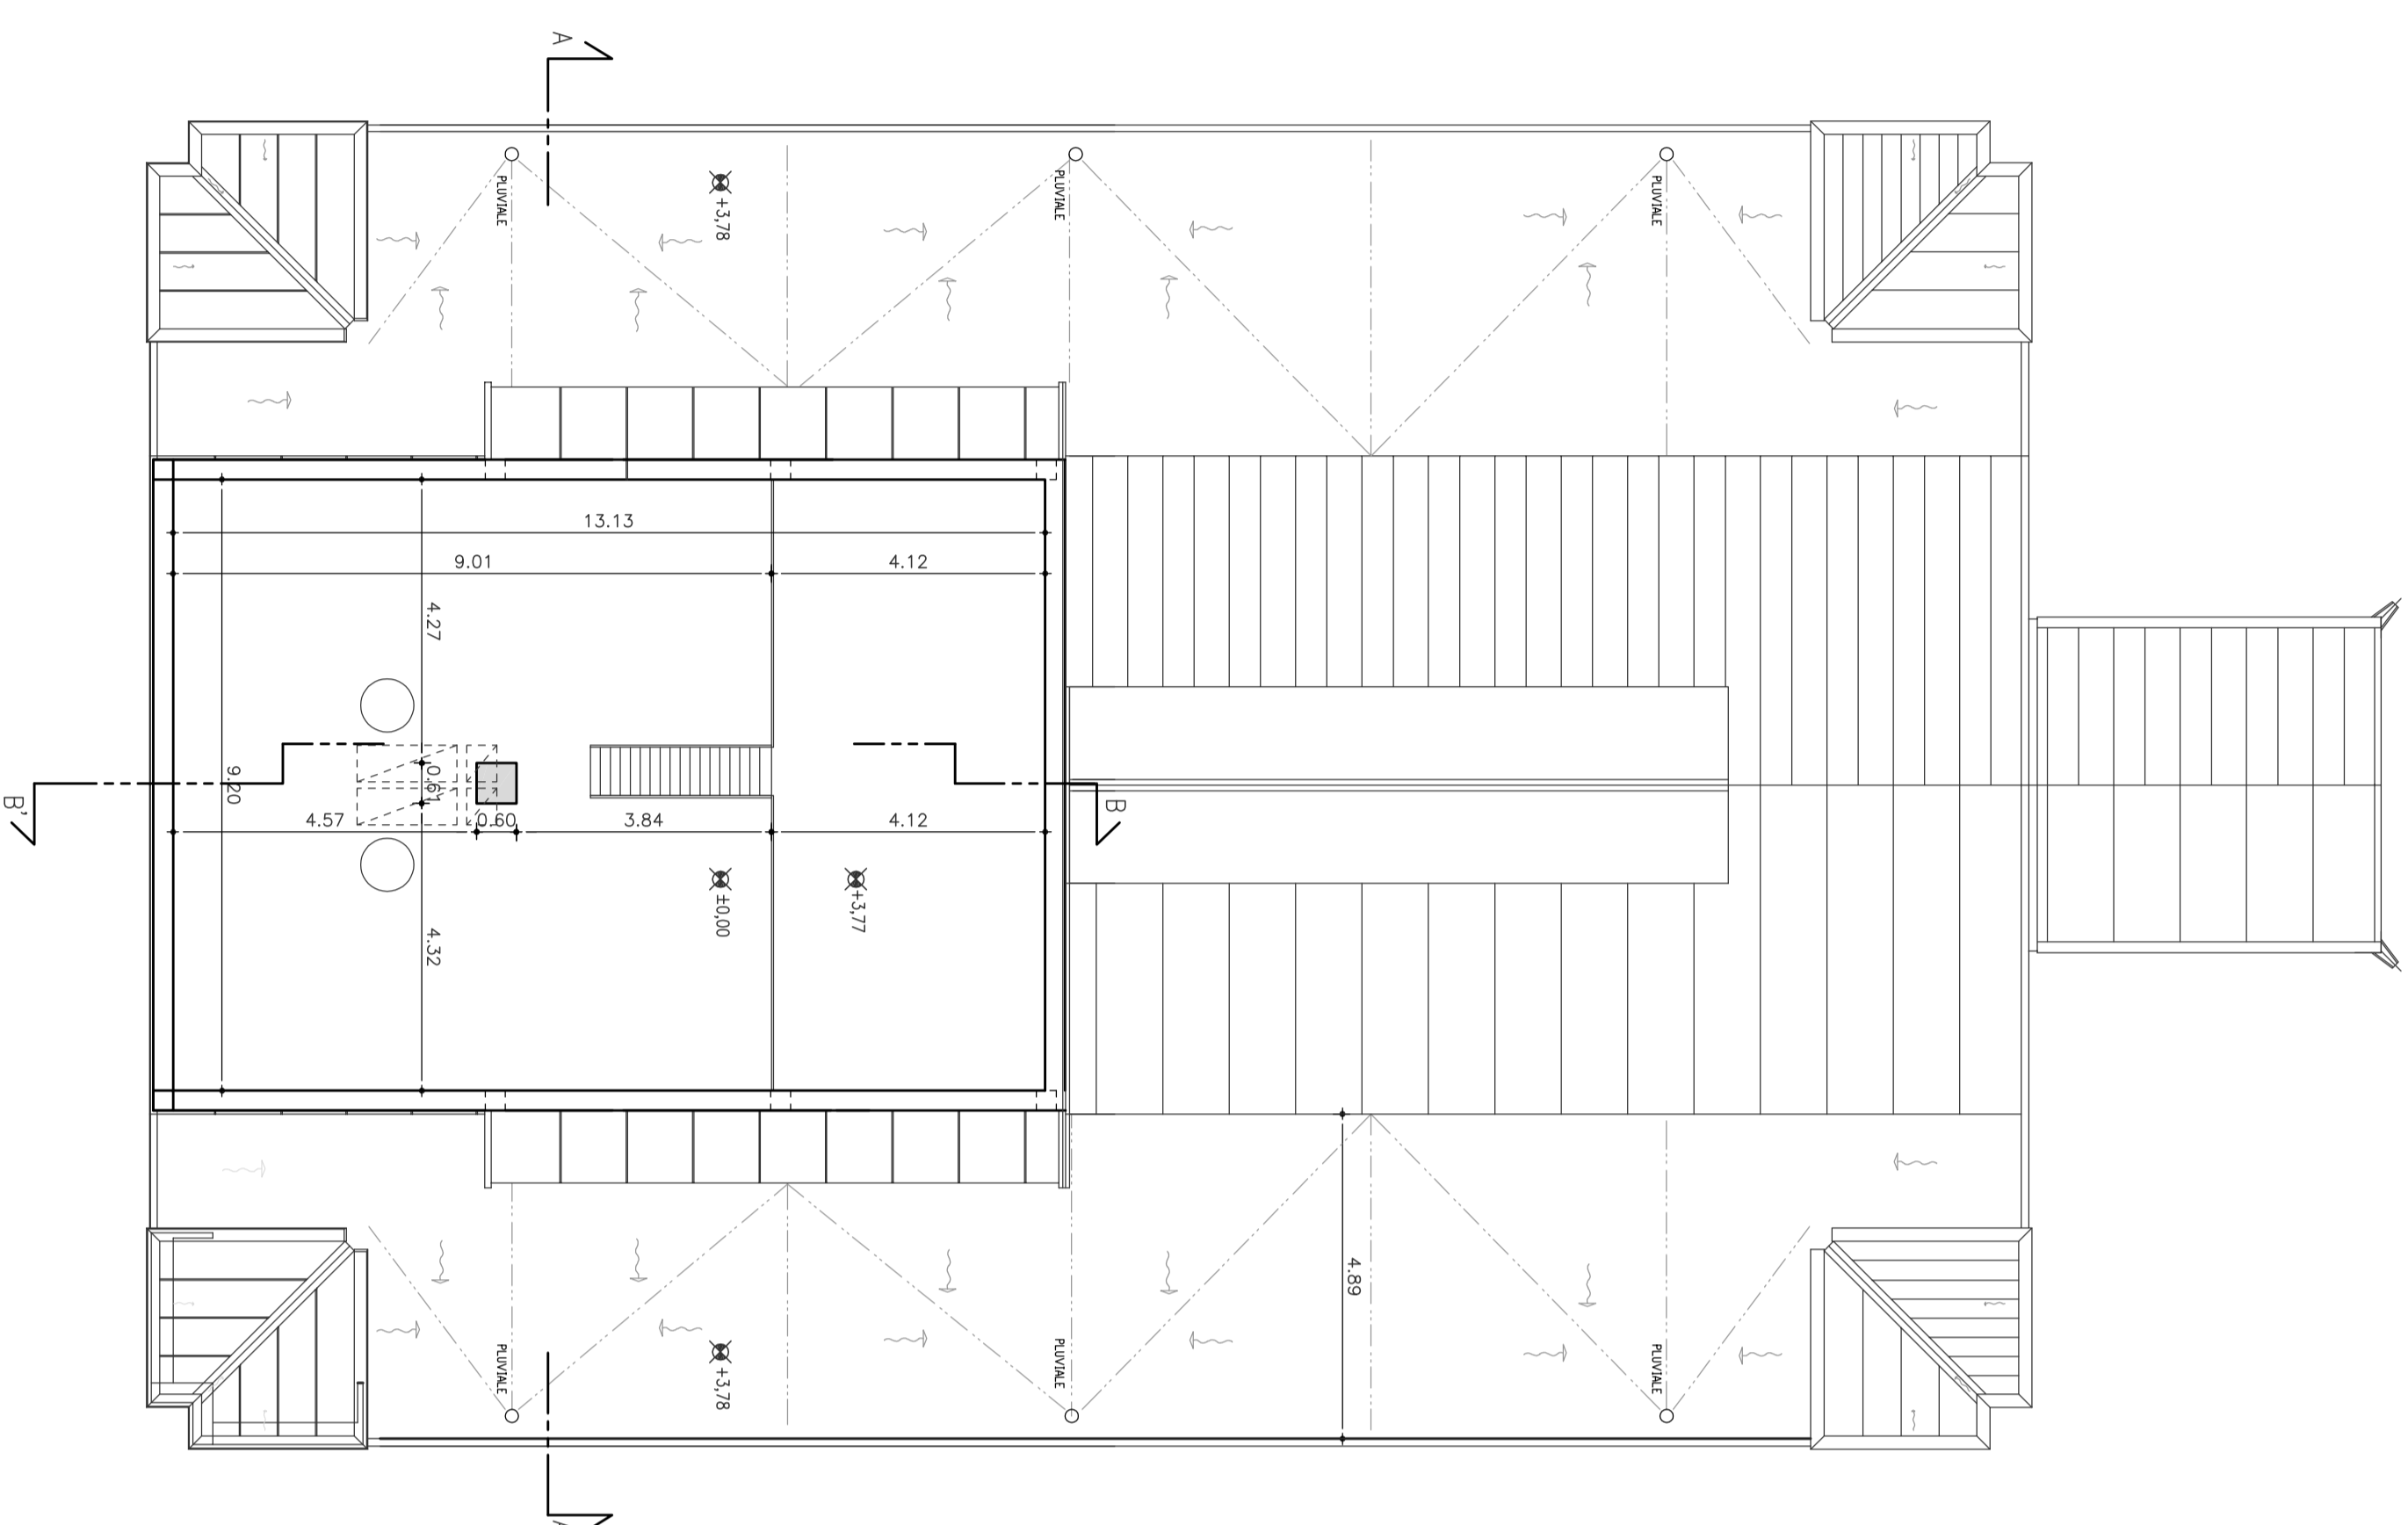 A
PLUVIALE
+3,78
PLUVIALE
PLUVIALE
13.13
9.01
4.12
4.27
9.20
0.61
4.57
0.60
3.84
4.12
B'
B
±0,00
+3,77
4.32
4.89
PLUVIALE
+3,78
PLUVIALE
PLUVIALE